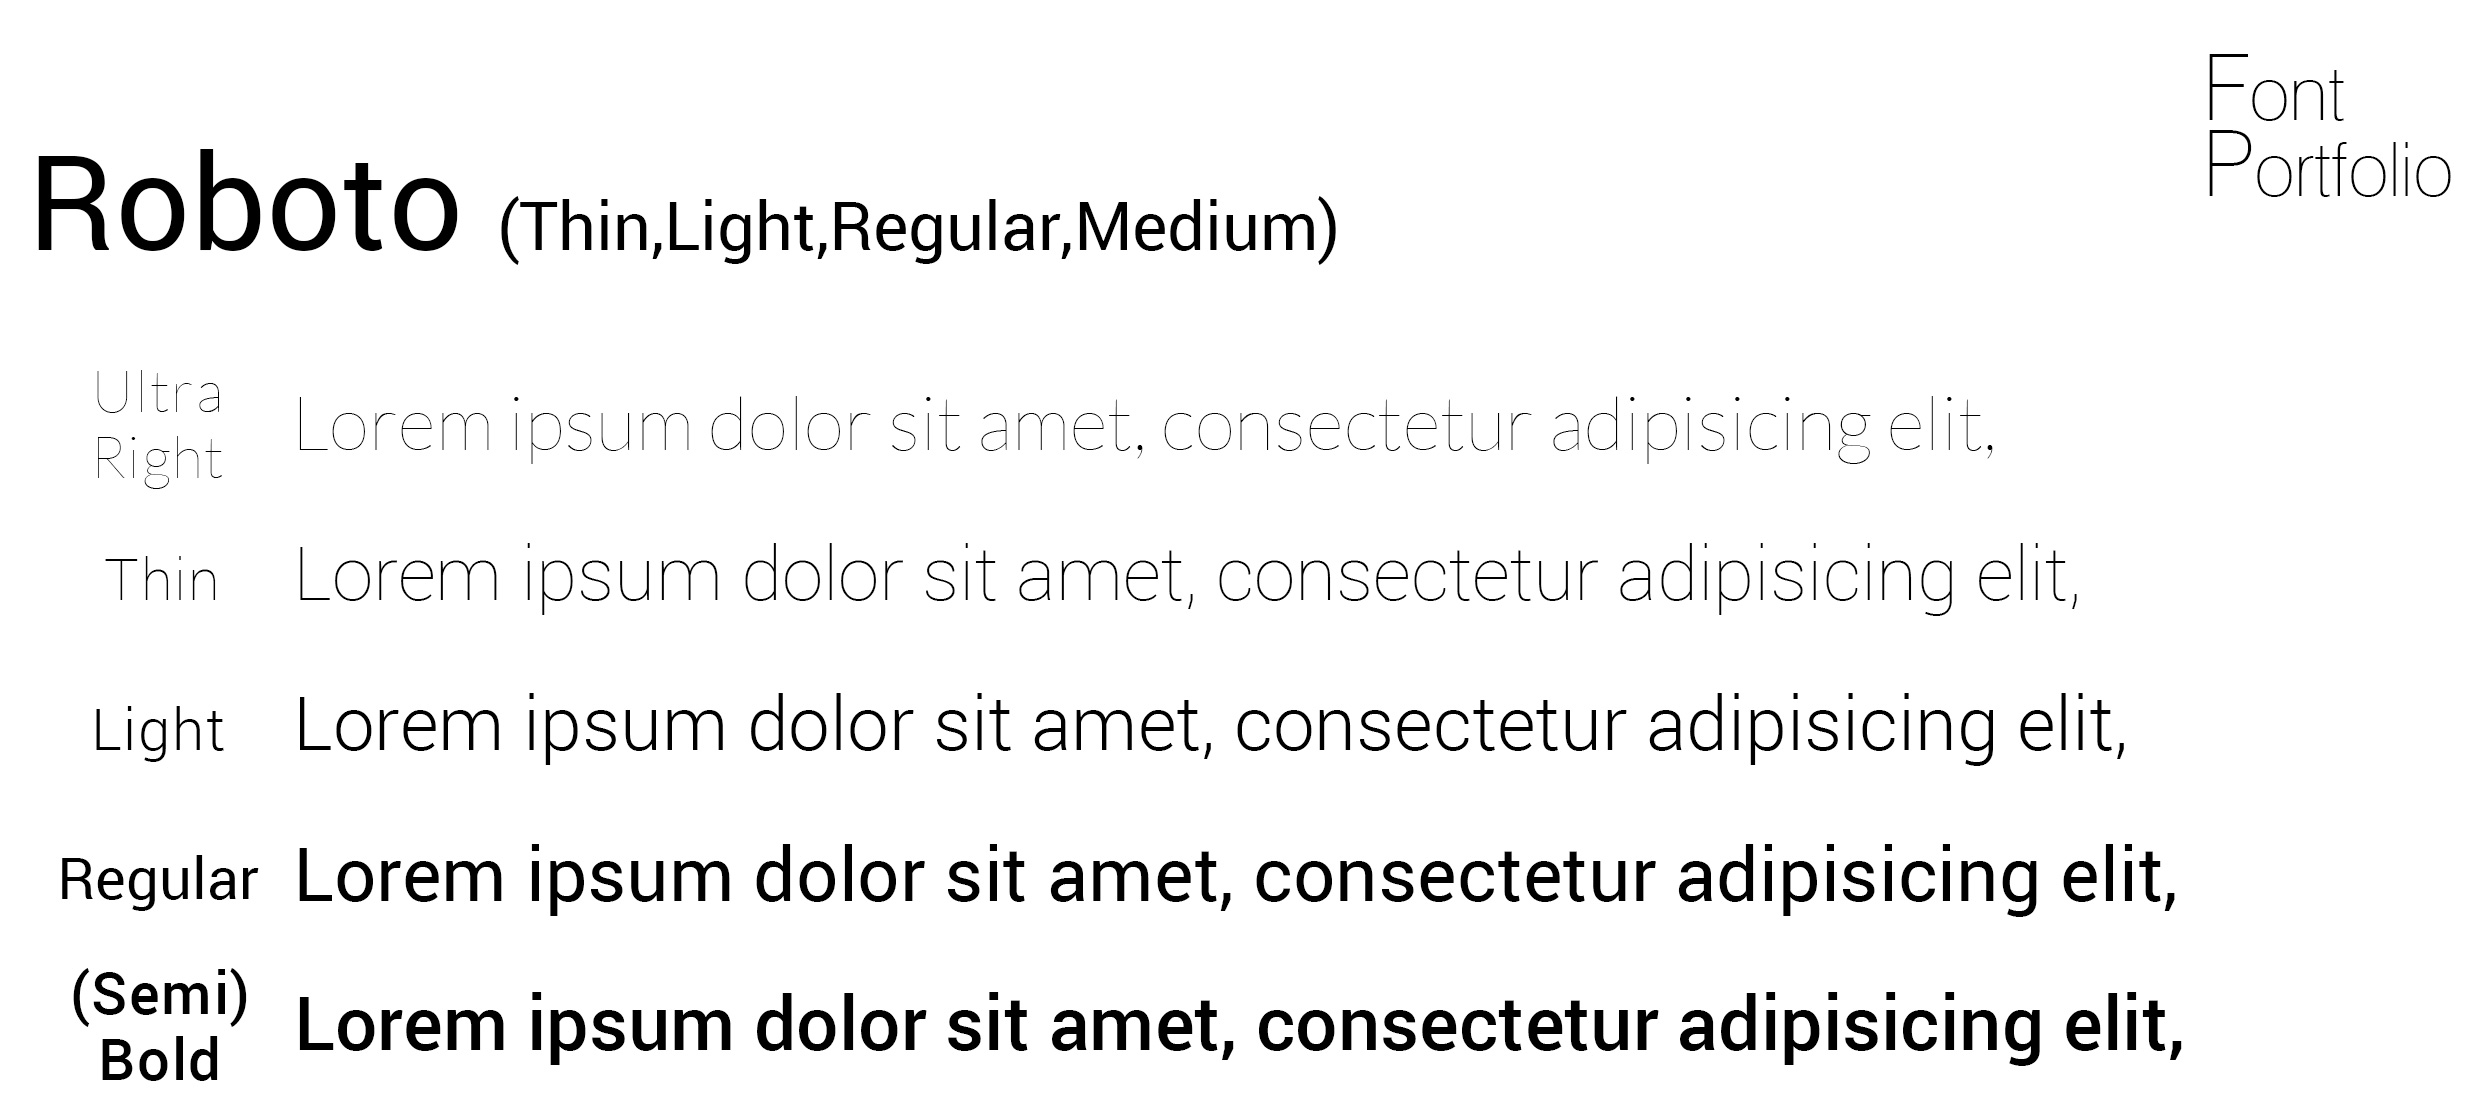 Font
Portfolio
Roboto (Thin,Light,Regular,Medium)
Ultra
Right
Lorem ipsum dolor sit amet, consectetur adipisicing elit,
Thin
Lorem ipsum dolor sit amet, consectetur adipisicing elit,
Light
Lorem ipsum dolor sit amet, consectetur adipisicing elit,
Regular
Lorem ipsum dolor sit amet, consectetur adipisicing elit,
(Semi)
Bold
Lorem ipsum dolor sit amet, consectetur adipisicing elit,